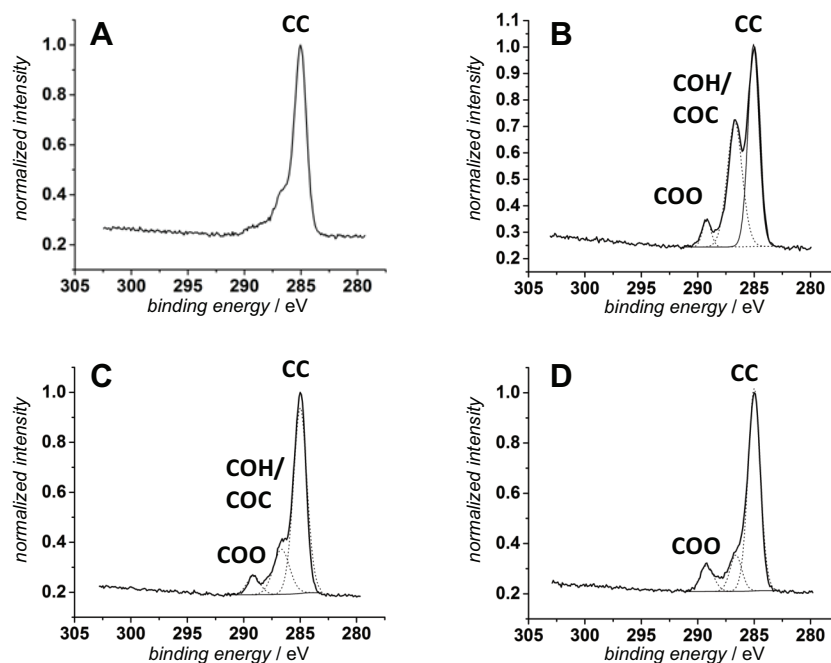 A
CC
normalized intensity
1.0
0.8
0.6
0.4
0.2
305 300 295 290 285 280
binding energy / eV
B
CC
COH/
COC
COO
normalized intensity
1.1
1.0
0.9
0.8
0.7
0.6
0.5
0.4
0.3
0.2
305 300 295 290 285 280
binding energy / eV
C
CC
COH/
COC
COO
normalized intensity
1.0
0.8
0.6
0.4
0.2
305 300 295 290 285 280
binding energy / eV
D
CC
COO
normalized intensity
1.0
0.8
0.6
0.4
0.2
305 300 295 290 285 280
binding energy / eV